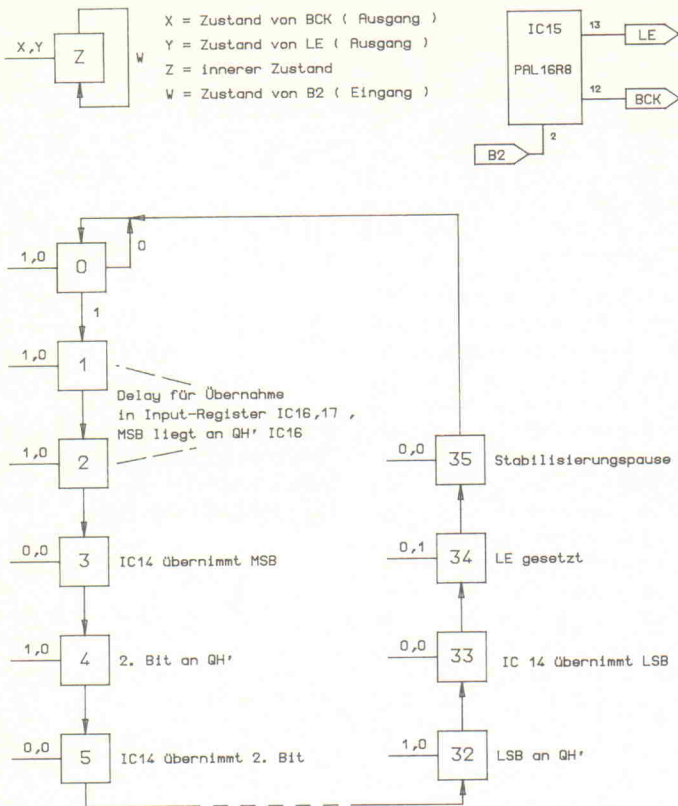 X,Y
Z
W
X = Zustand von BCK ( Ausgang )
Y = Zustand von LE ( Ausgang )
Z = innerer Zustand
W = Zustand von B2 ( Eingang )
IC15
PAL16R8
13
LE
12
BCK
2
B2
1,0
0
0
1
1,0
1
Delay für Übernahme
in Input-Register IC16,17 ,
MSB liegt an QH' IC16
1,0
2
0,0
3
IC14 übernimmt MSB
1,0
4
2. Bit an QH'
0,0
5
IC14 übernimmt 2. Bit
0,0
35
Stabilisierungspause
0,1
34
LE gesetzt
0,0
33
IC 14 übernimmt LSB
1,0
32
LSB an QH'